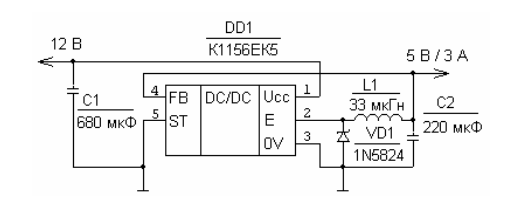 DD1
К1156ЕК5
12 В
5 В / 3 А
C1
680 мкФ
4
FB
DC/DC
Ucc
1
5
ST
E
2
0V
3
L1
33 мкГн
VD1
1N5824
C2
220 мкФ